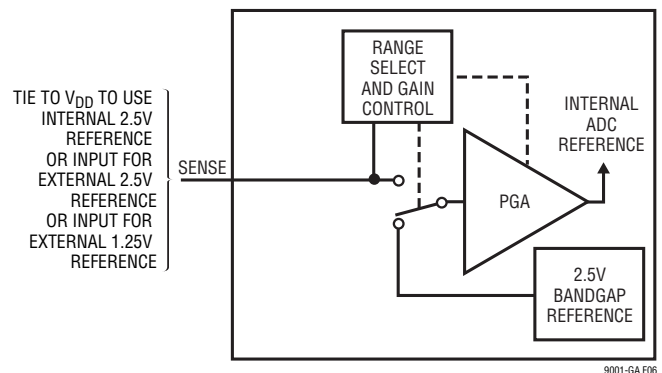 TIE TO VDD TO USE
INTERNAL 2.5V
REFERENCE
OR INPUT FOR
EXTERNAL 2.5V
REFERENCE
OR INPUT FOR
EXTERNAL 1.25V
REFERENCE
SENSE
RANGE
SELECT
AND GAIN
CONTROL
PGA
INTERNAL
ADC
REFERENCE
2.5V
BANDGAP
REFERENCE
9001-GA F06